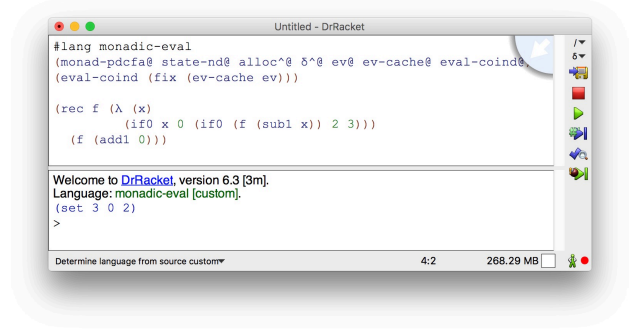 Untitled - DrRacket
#lang monadic-eval
(monad-pdcfa@ state-nd@ alloc^@ δ^@ ev@ ev-cache@ eval-coind@
(eval-coind (fix (ev-cache ev)))
(rec f (λ (x)
(if0 x 0 (if0 (f (sub1 x)) 2 3)))
(f (add1 0)))
Welcome to DrRacket, version 6.3 [3m].
Language: monadic-eval [custom].
(set 3 0 2)
>
Determine language from source custom▾ 4:2 268.29 MB